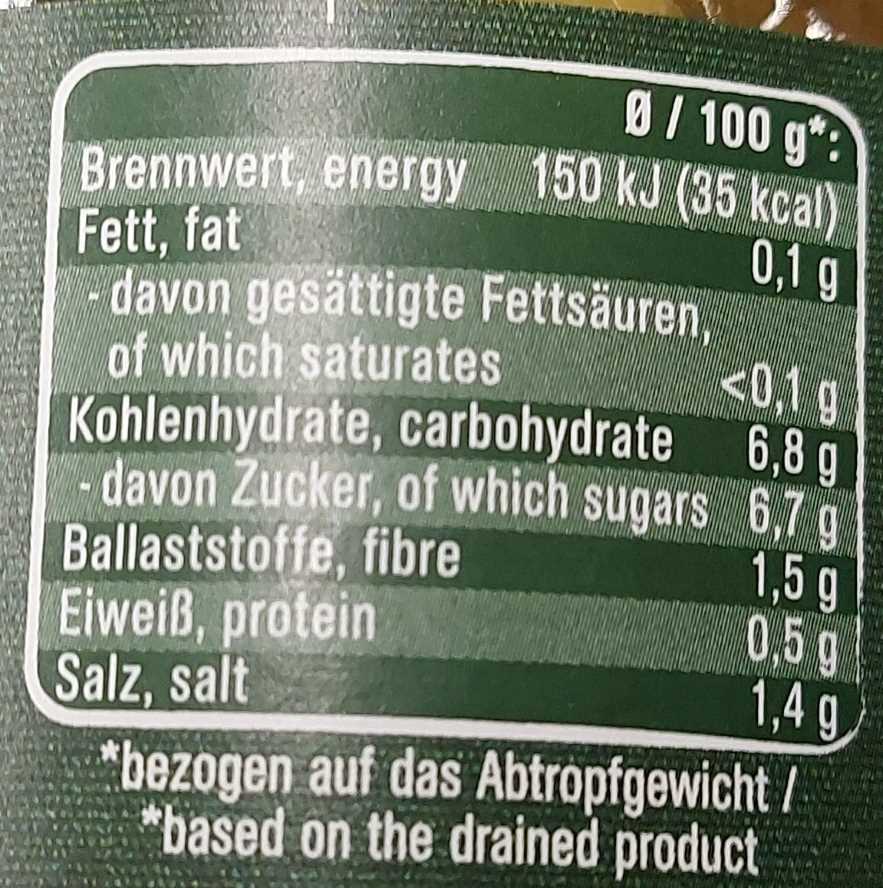 Ø / 100 g*:
Brennwert, energy 150 kJ (35 kcal)
Fett, fat 0,1 g
- davon gesättigte Fettsäuren,
of which saturates <0,1 g
Kohlenhydrate, carbohydrate 6,8 g
- davon Zucker, of which sugars 6,7 g
Ballaststoffe, fibre 1,5 g
Eiweiß, protein 0,5 g
Salz, salt 1,4 g
*bezogen auf das Abtropfgewicht /
*based on the drained product